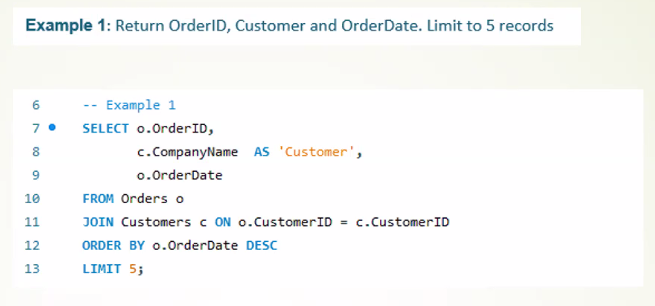 Example 1: Return OrderID, Customer and OrderDate. Limit to 5 records
6 -- Example 1
7 SELECT o.OrderID,
8 c.CompanyName AS 'Customer',
9 o.OrderDate
10 FROM Orders o
11 JOIN Customers c ON o.CustomerID = c.CustomerID
12 ORDER BY o.OrderDate DESC
13 LIMIT 5;